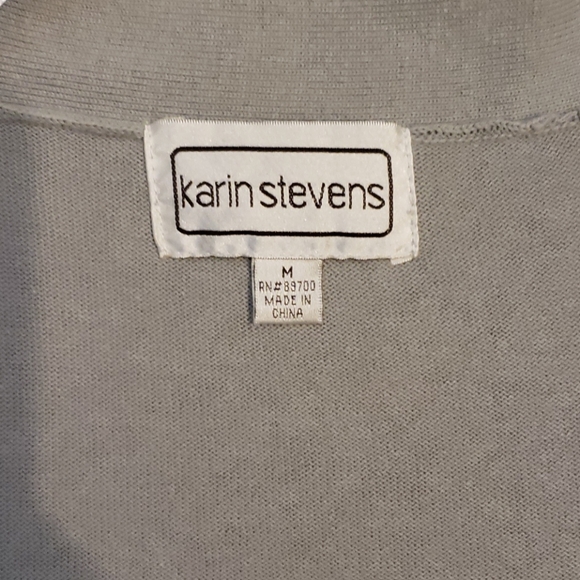 karin stevens
M
RN# 89700
MADE IN
CHINA